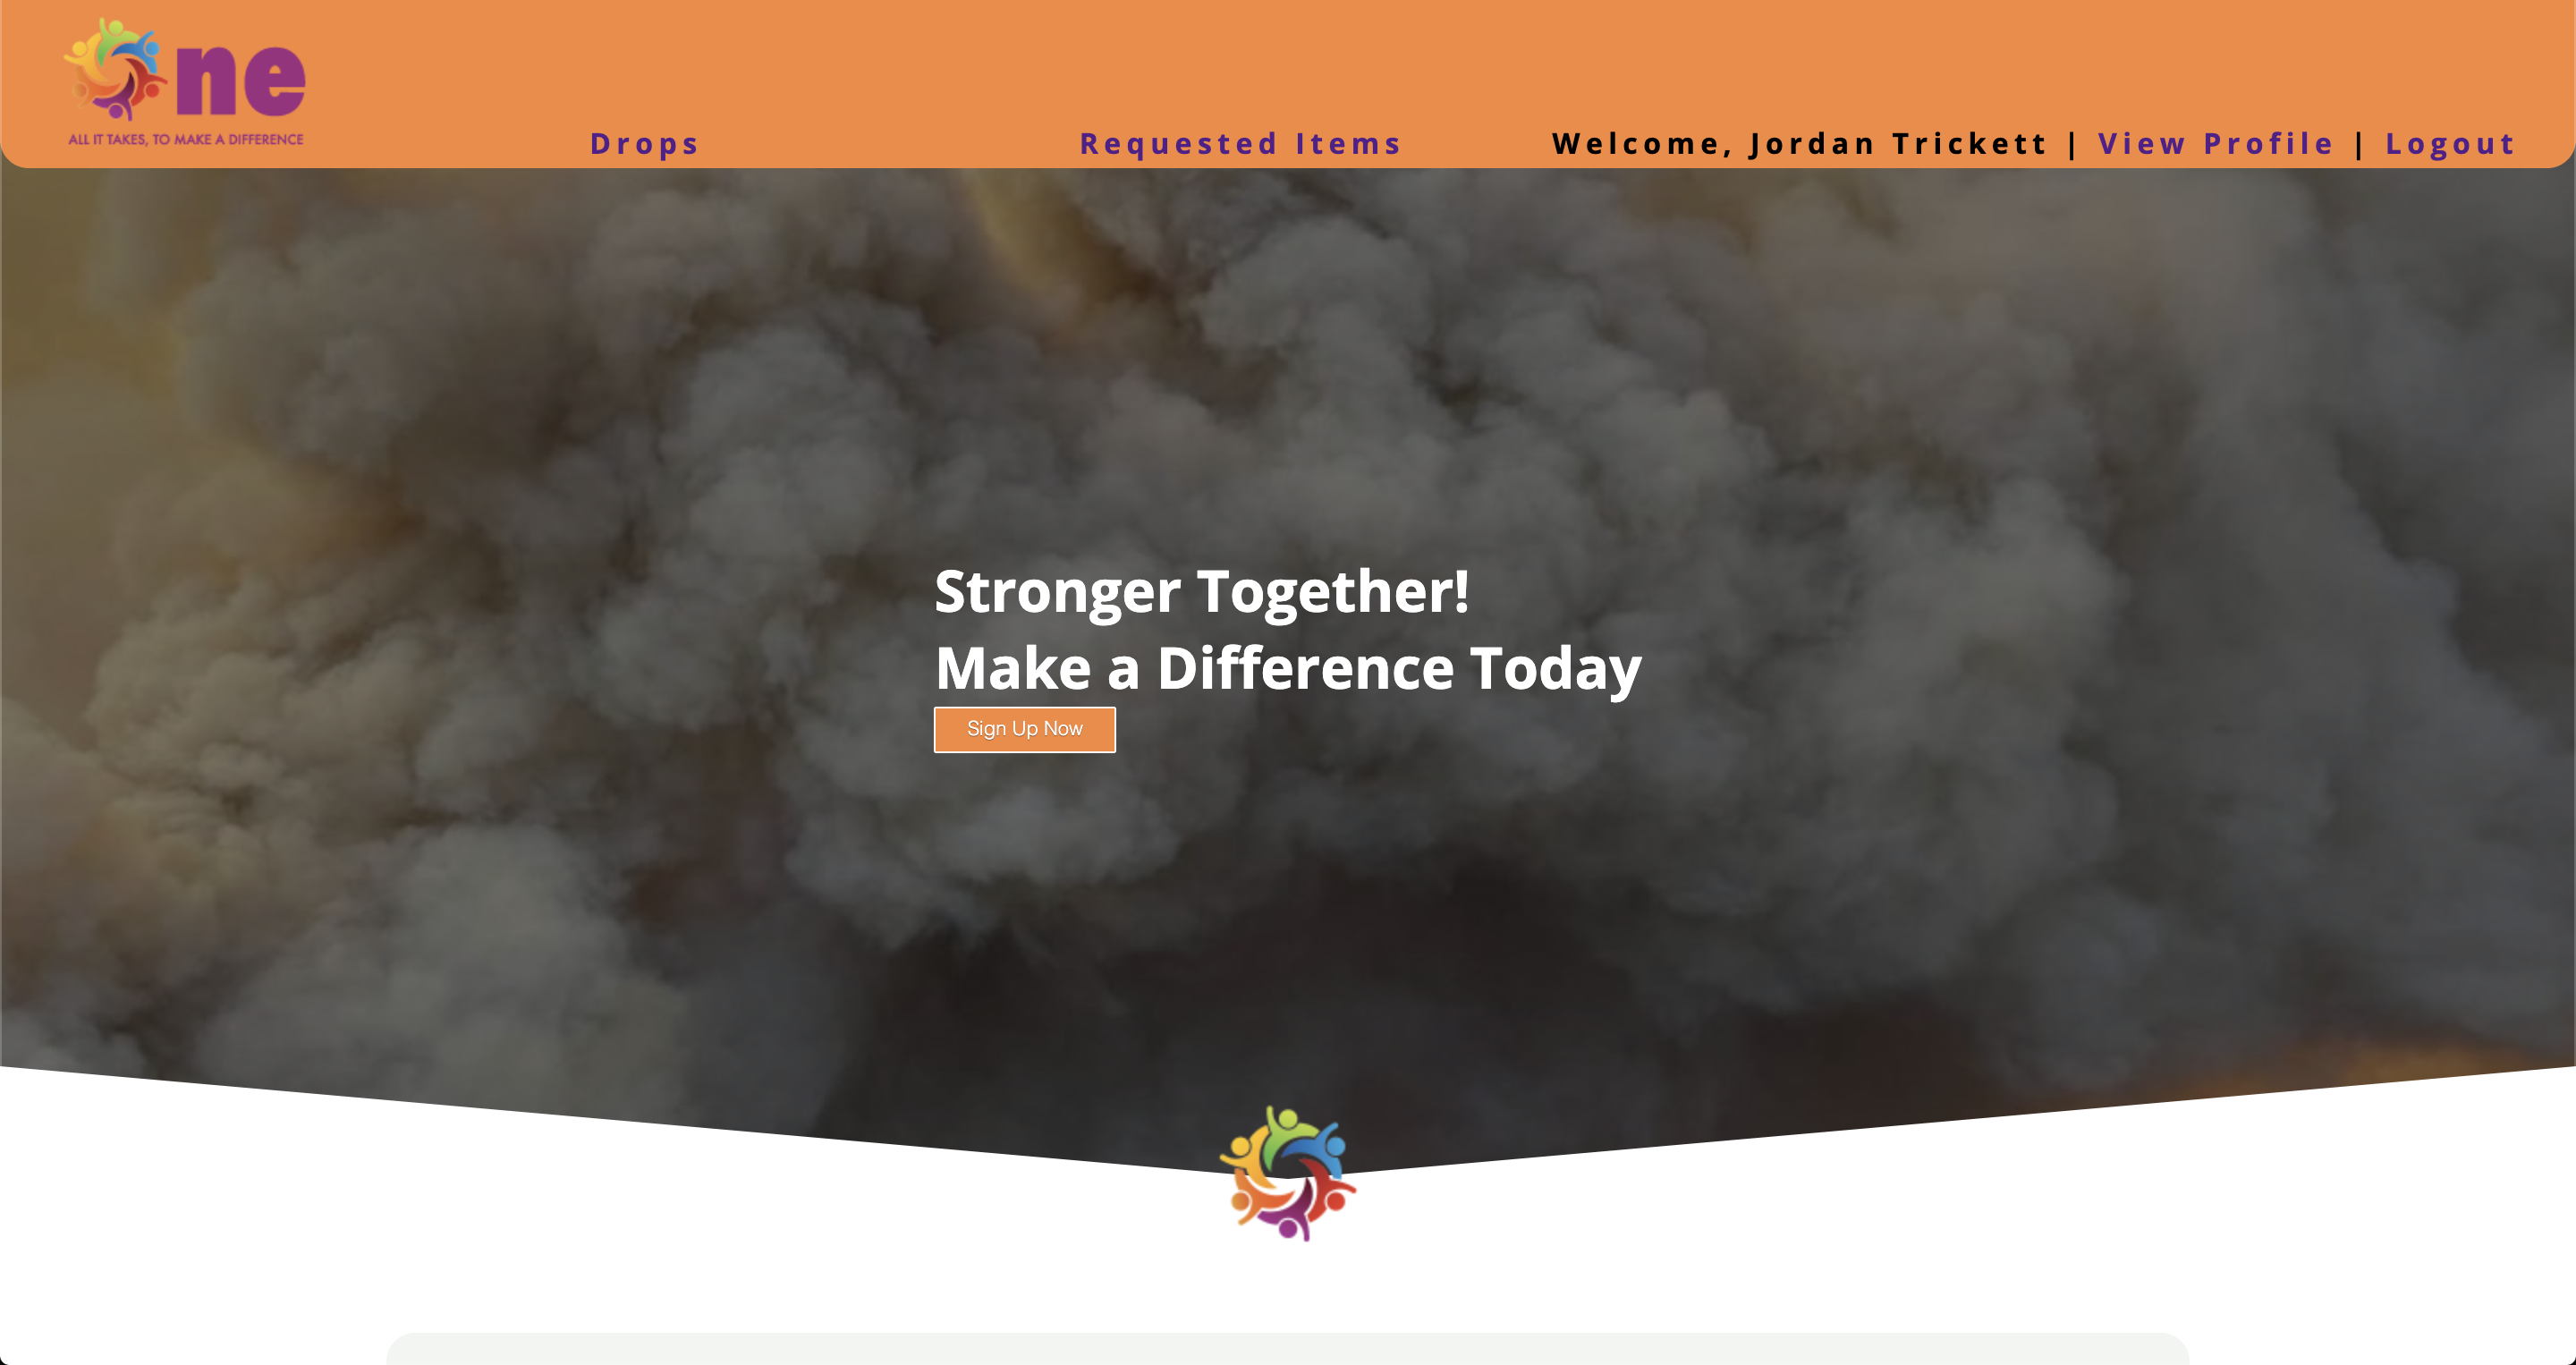 One
ALL IT TAKES, TO MAKE A DIFFERENCE
Drops
Requested Items
Welcome, Jordan Trickett | View Profile | Logout
Stronger Together!
Make a Difference Today
Sign Up Now